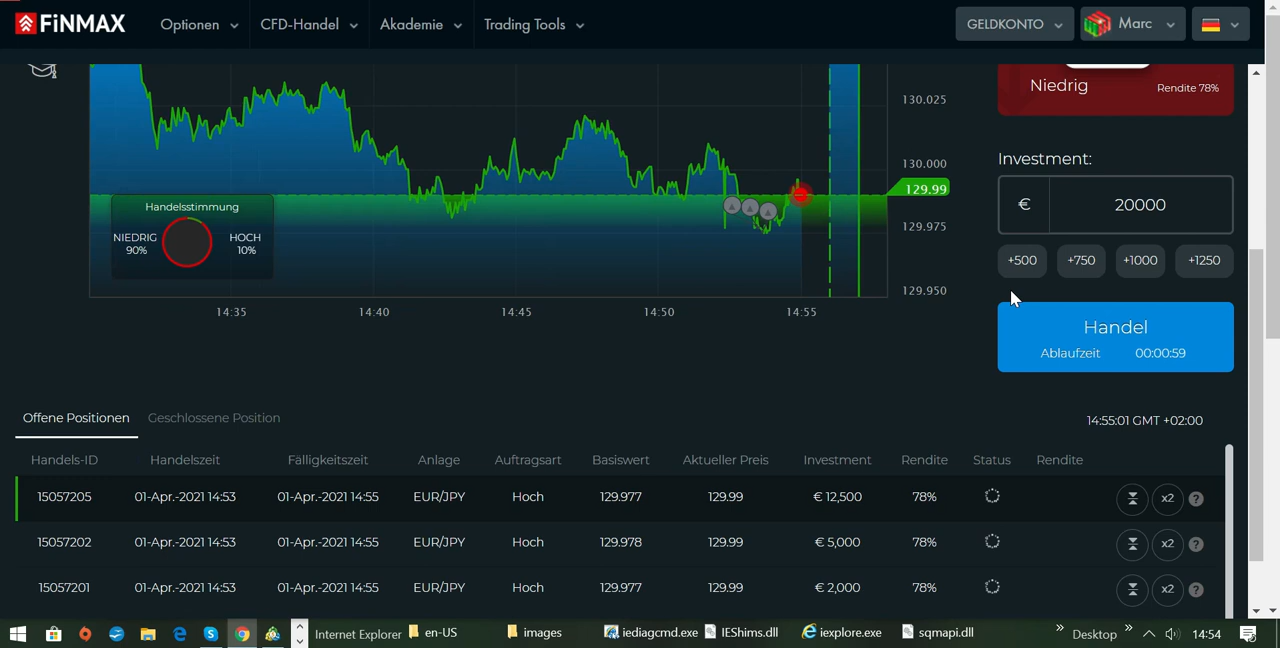 FiNMAX Optionen CFD-Handel Akademie Trading Tools GELDKONTO Marc
Niedrig Rendite 78%
130.025
130.000
129.99
129.975
129.950
Handelsstimmung
NIEDRIG
90%
HOCH
10%
14:35 14:40 14:45 14:50 14:55
Investment:
€ 20000
+500 +750 +1000 +1250
Handel
Ablaufzeit 00:00:59
Offene Positionen Geschlossene Position 14:55:01 GMT +02:00
Handels-ID Handelszeit Fälligkeitszeit Anlage Auftragsart Basiswert Aktueller Preis Investment Rendite Status Rendite
15057205 01-Apr.-2021 14:53 01-Apr.-2021 14:55 EUR/JPY Hoch 129.977 129.99 € 12,500 78% x2 ?
15057202 01-Apr.-2021 14:53 01-Apr.-2021 14:55 EUR/JPY Hoch 129.978 129.99 € 5,000 78% x2 ?
15057201 01-Apr.-2021 14:53 01-Apr.-2021 14:55 EUR/JPY Hoch 129.977 129.99 € 2,000 78% x2 ?
Internet Explorer en-US images iediagcmd.exe IEShims.dll iexplore.exe sqmapi.dll » Desktop » 14:54